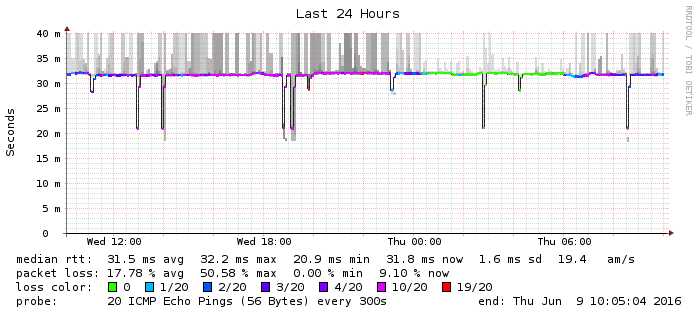 Last 24 Hours
RRDTOOL / TOBI OETIKER
Seconds
40 m
35 m
30 m
25 m
20 m
15 m
10 m
5 m
0
Wed 12:00 Wed 18:00 Thu 00:00 Thu 06:00
median rtt: 31.5 ms avg 32.2 ms max 20.9 ms min 31.8 ms now 1.6 ms sd 19.4 am/s
packet loss: 17.78 % avg 50.58 % max 0.00 % min 9.10 % now
loss color: 0 1/20 2/20 3/20 4/20 10/20 19/20
probe: 20 ICMP Echo Pings (56 Bytes) every 300s end: Thu Jun 9 10:05:04 2016